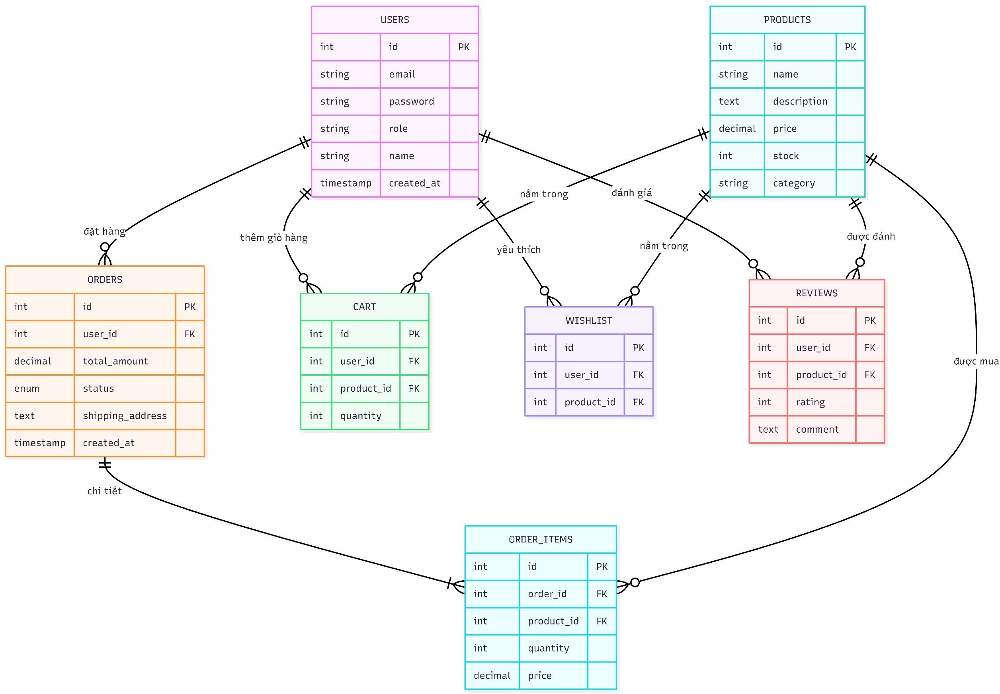 USERS
int id PK
string email
string password
string role
string name
timestamp created_at
PRODUCTS
int id PK
string name
text description
decimal price
int stock
string category
đặt hàng
thêm giỏ hàng
nằm trong
yêu thích
đánh giá
nằm trong
được đánh
được mua
ORDERS
int id PK
int user_id FK
decimal total_amount
enum status
text shipping_address
timestamp created_at
CART
int id PK
int user_id FK
int product_id FK
int quantity
WISHLIST
int id PK
int user_id FK
int product_id FK
REVIEWS
int id PK
int user_id FK
int product_id FK
int rating
text comment
chi tiết
ORDER_ITEMS
int id PK
int order_id FK
int product_id FK
int quantity
decimal price